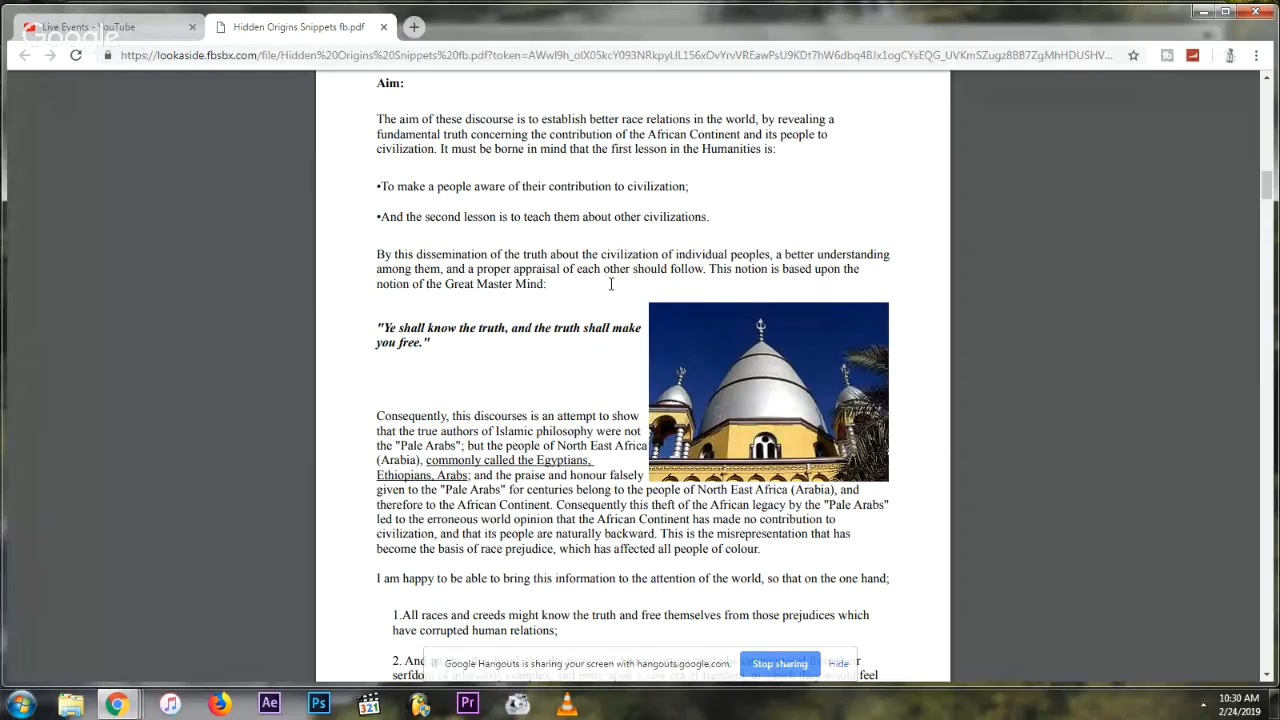 Live Events - YouTube
Hidden Origins Snippets fb.pdf
Google
Aim:
The aim of these discourse is to establish better race relations in the world, by revealing a
fundamental truth concerning the contribution of the African Continent and its people to
civilization. It must be borne in mind that the first lesson in the Humanities is:
•To make a people aware of their contribution to civilization;
•And the second lesson is to teach them about other civilizations.
By this dissemination of the truth about the civilization of individual peoples, a better understanding
among them, and a proper appraisal of each other should follow. This notion is based upon the
notion of the Great Master Mind:
"Ye shall know the truth, and the truth shall make
you free."
Consequently, this discourses is an attempt to show
that the true authors of Islamic philosophy were not
the "Pale Arabs"; but the people of North East Africa
(Arabia), commonly called the Egyptians,
Ethiopians, Arabs; and the praise and honour falsely
given to the "Pale Arabs" for centuries belong to the people of North East Africa (Arabia), and
therefore to the African Continent. Consequently this theft of the African legacy by the "Pale Arabs"
led to the erroneous world opinion that the African Continent has made no contribution to
civilization, and that its people are naturally backward. This is the misrepresentation that has
become the basis of race prejudice, which has affected all people of colour.
I am happy to be able to bring this information to the attention of the world, so that on the one hand;
1.All races and creeds might know the truth and free themselves from those prejudices which
have corrupted human relations;
2. And
serfdo
feel
Google Hangouts is sharing your screen with hangouts.google.com.
Stop sharing
Hide
Ae
Ps
321
Pr
10:30 AM
2/24/2019